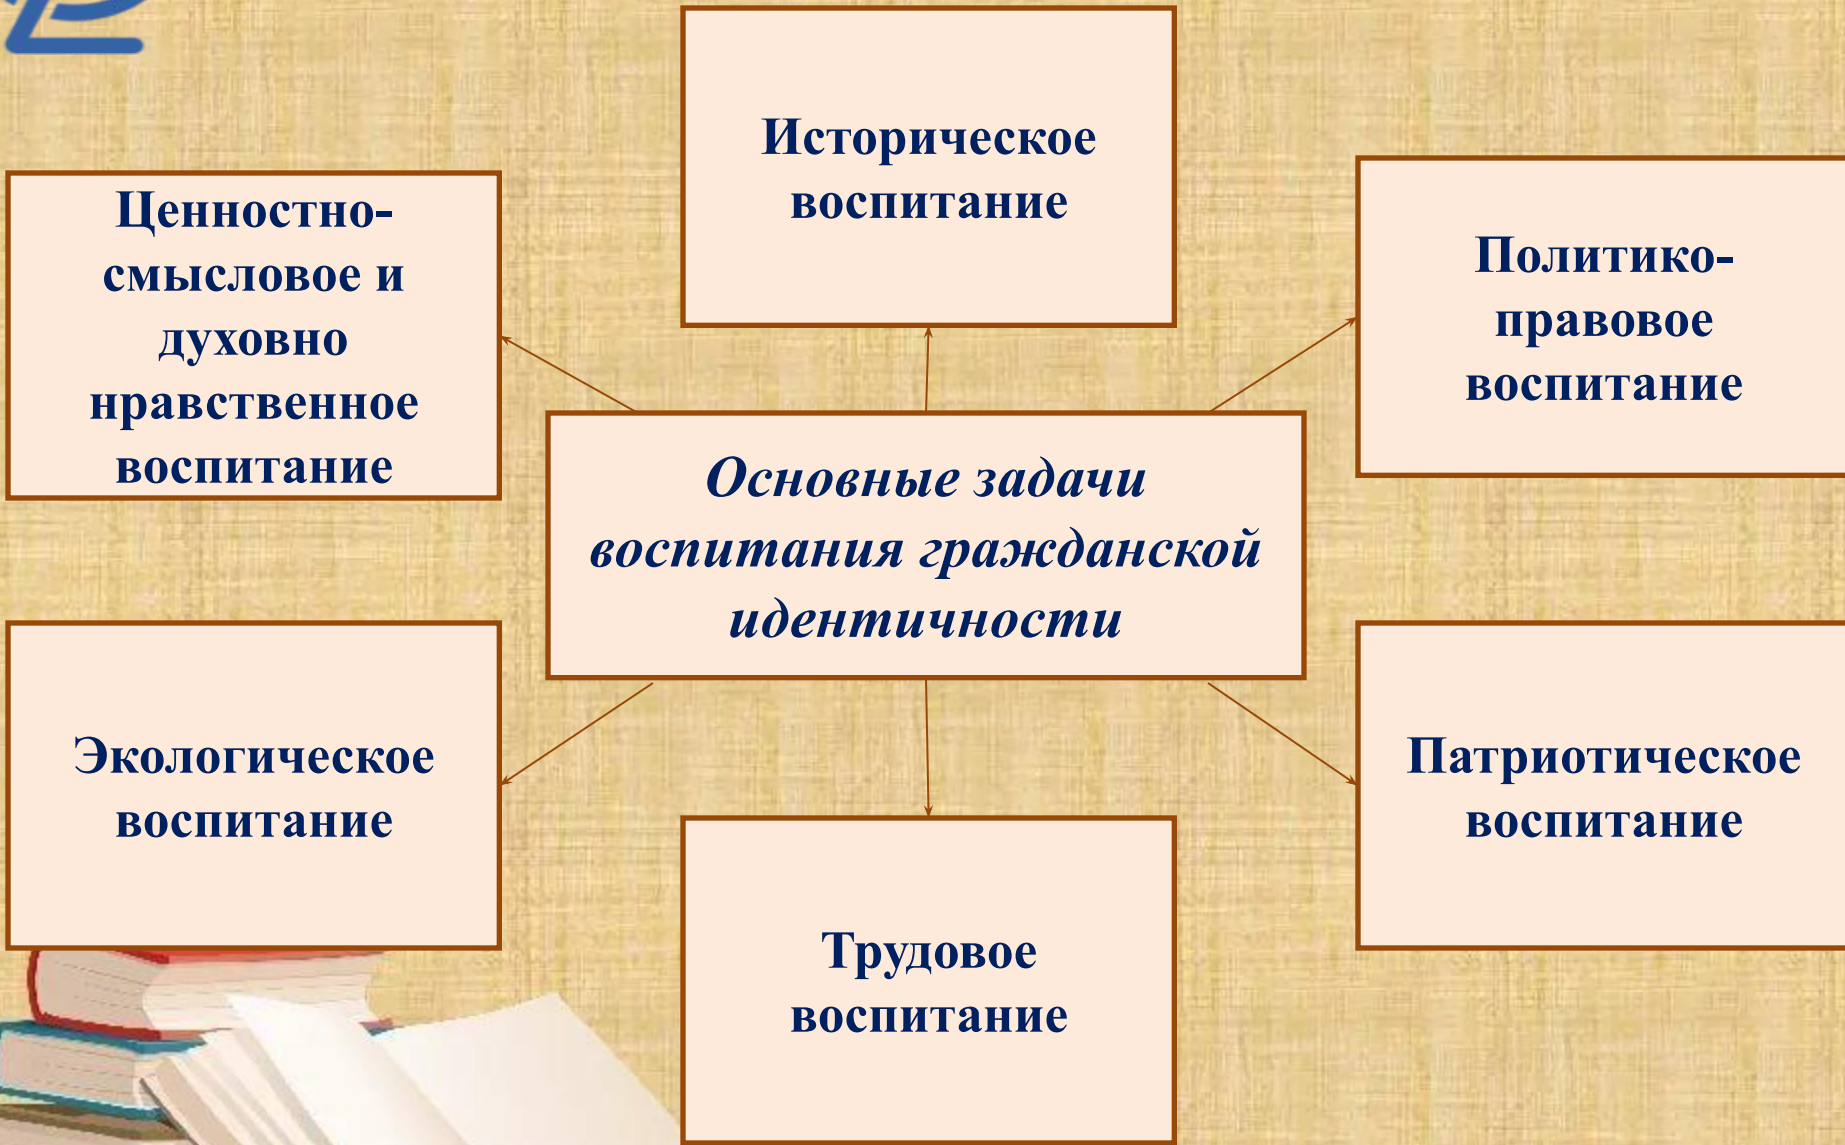 Историческое
воспитание
Ценностно-
смысловое и
духовно
нравственное
воспитание
Политико-
правовое
воспитание
Основные задачи
воспитания гражданской
идентичности
Экологическое
воспитание
Патриотическое
воспитание
Трудовое
воспитание